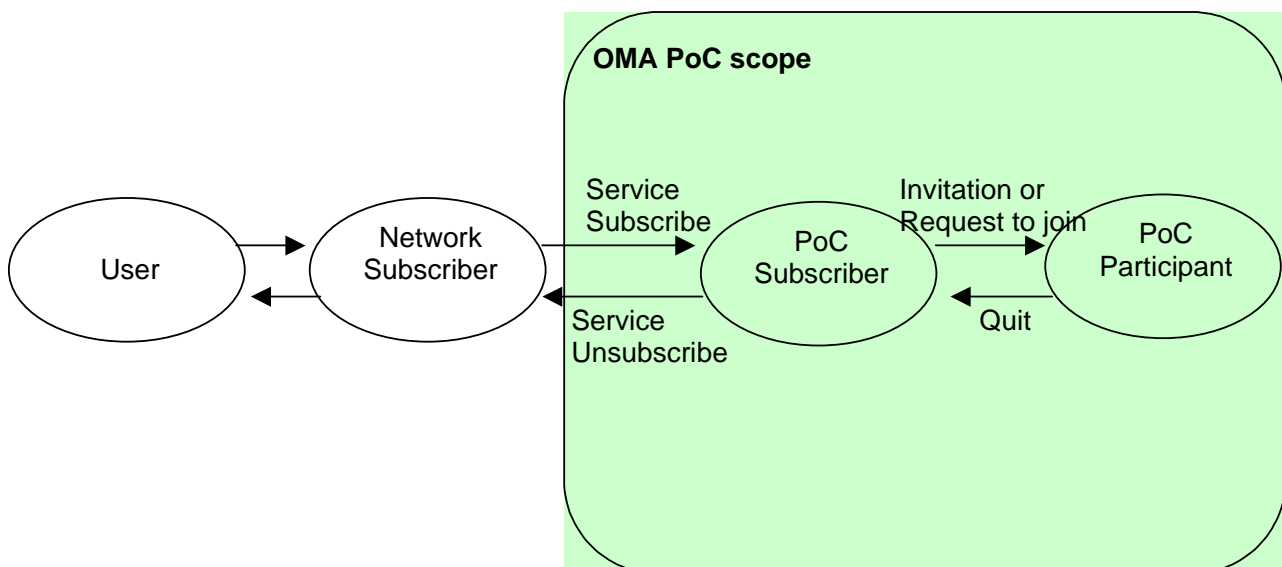 OMA PoC scope
User
Network
Subscriber
Service
Subscribe
Service
Unsubscribe
PoC
Subscriber
Invitation or
Request to join
Quit
PoC
Participant